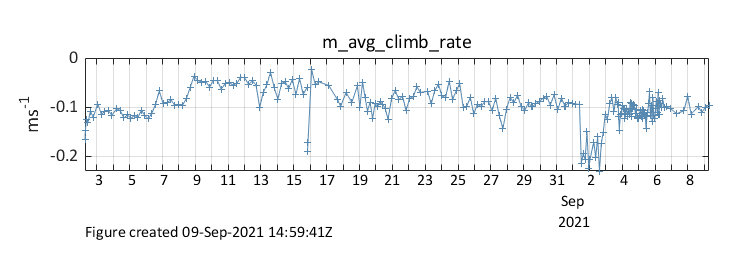 m_avg_climb_rate
0
-0.1
-0.2
ms-1
3 5 7 9 11 13 15 17 19 21 23 25 27 29 31 2 4 6 8
Sep
2021
Figure created 09-Sep-2021 14:59:41Z